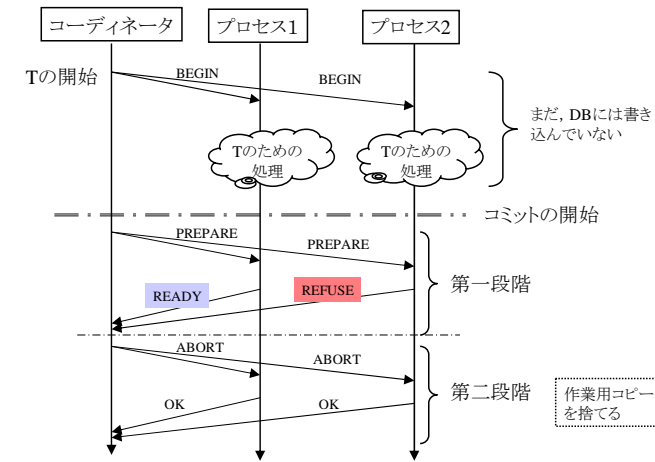 コーディネータ
プロセス1
プロセス2
Tの開始
BEGIN
BEGIN
まだ, DBには書き
込んでいない
Tのための
処理
Tのための
処理
コミットの開始
PREPARE
PREPARE
READY
REFUSE
第一段階
ABORT
ABORT
OK
OK
第二段階
作業用コピー
を捨てる